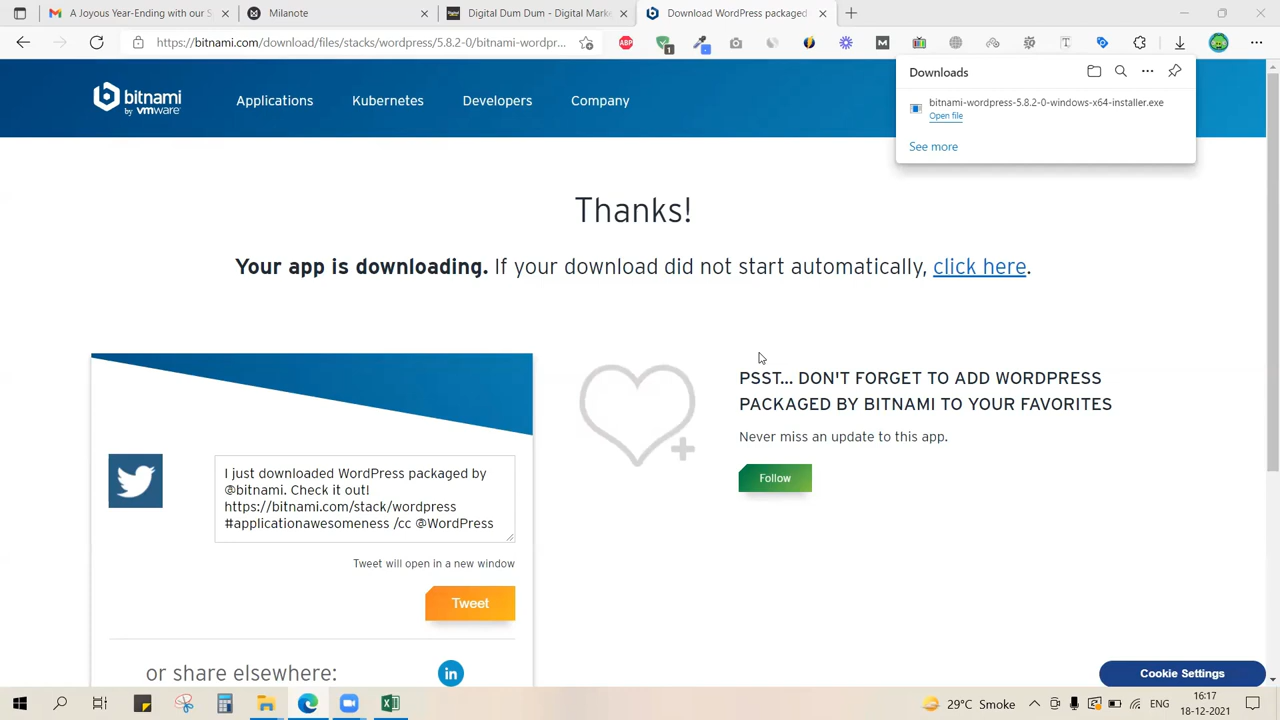 A Joyous Year-Ending with our S
Milanote
Digital Dum Dum - Digital Marke
Download WordPress packaged
https://bitnami.com/download/files/stacks/wordpress/5.8.2-0/bitnami-wordpr...
ABP
1
M
T
bitnami
by vmware
Applications
Kubernetes
Developers
Company
Downloads
bitnami-wordpress-5.8.2-0-windows-x64-installer.exe
Open file
See more
Thanks!
Your app is downloading. If your download did not start automatically, click here.
I just downloaded WordPress packaged by
@bitnami. Check it out!
https://bitnami.com/stack/wordpress
#applicationawesomeness /cc @WordPress
Tweet will open in a new window
Tweet
or share elsewhere:
in
PSST... DON'T FORGET TO ADD WORDPRESS
PACKAGED BY BITNAMI TO YOUR FAVORITES
Never miss an update to this app.
Follow
Cookie Settings
29°C Smoke
ENG
16:17
18-12-2021